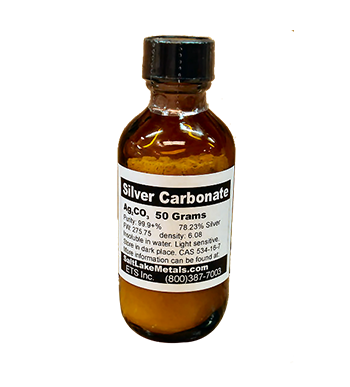 Silver Carbonate
Ag₂CO₃ 50 Grams
Purity: 99.9+% 78.23% Silver
FW: 275.75 density: 6.08
Insoluble in water. Light sensitive.
Store in dark place. CAS 534-15-7
More information can be found at:
SaltLakeMetals.com
ETS Inc. (800)387-7003